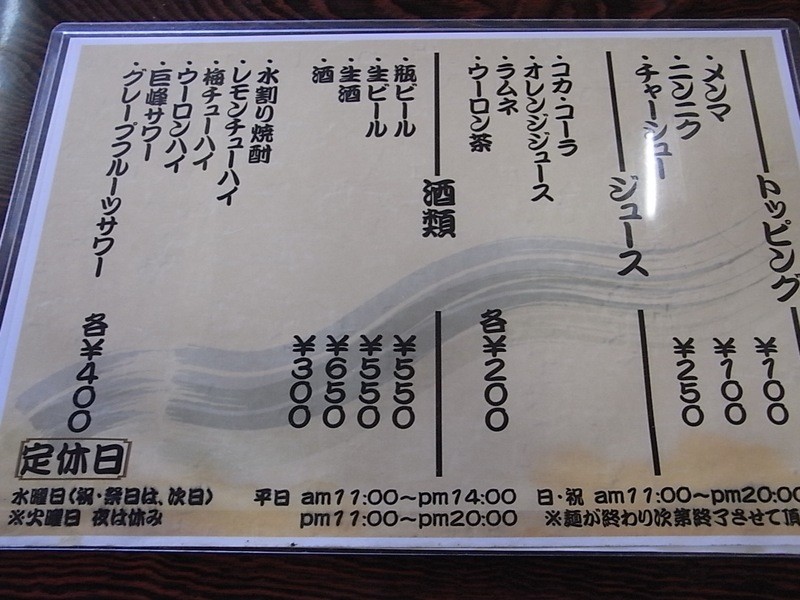 トッピング
・メンマ ¥100
・ニンニク ¥100
・チャーシュー ¥250
ジュース
・コカ・コーラ
・オレンジジュース
・ラムネ
・ウーロン茶
各¥200
酒類
・瓶ビール ¥550
・生ビール ¥550
・生酒 ¥650
・酒 ¥300
・水割り焼酎
・レモンチューハイ
・梅チューハイ
・ウーロンハイ
・巨峰サワー
・グレープフルーツサワー
各¥400
定休日
水曜日(祝・祭日は、次日)
※火曜日 夜は休み
平日 am11:00~pm14:00
pm11:00~pm20:00
日・祝 am11:00~pm20:00
※麺が終わり次第終了させて頂